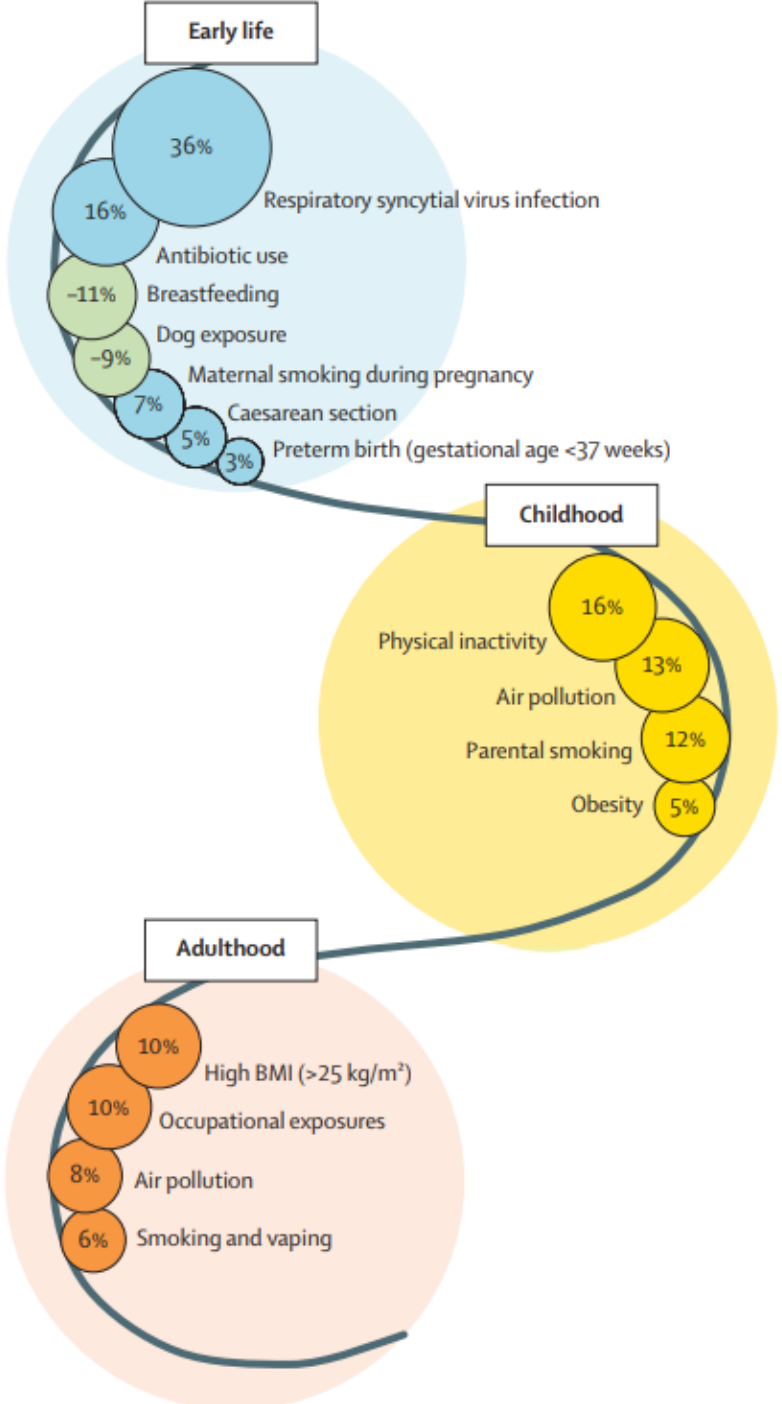 Early life
36%
Respiratory syncytial virus infection
16%
Antibiotic use
–11%
Breastfeeding
Dog exposure
–9%
Maternal smoking during pregnancy
7%
Caesarean section
5%
Preterm birth (gestational age <37 weeks)
3%
Childhood
16%
Physical inactivity
13%
Air pollution
12%
Parental smoking
Obesity
5%
Adulthood
10%
High BMI (>25 kg/m²)
10%
Occupational exposures
8%
Air pollution
6%
Smoking and vaping